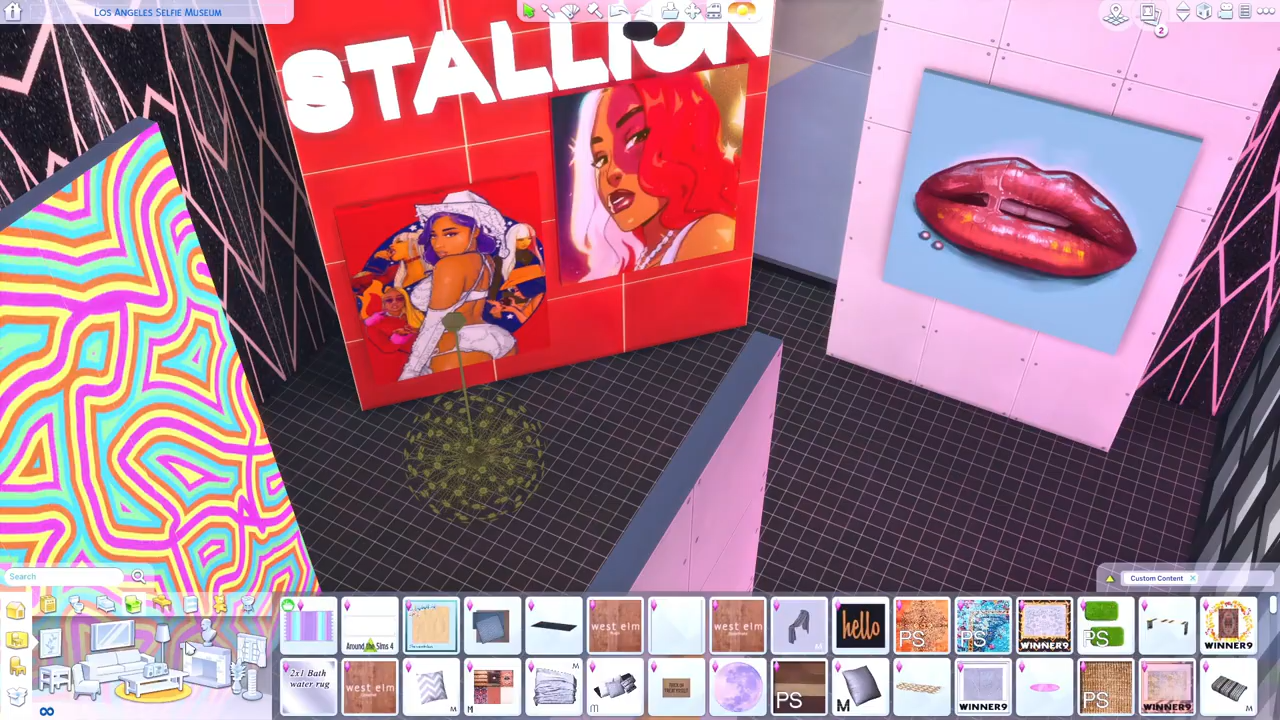 Los Angeles Selfie Museum
2
STALLION
Search
Custom Content
Around the Sims 4
west elm
west elm
hello
PS
PS
WINNER9
PS
WINNER9
2x1 Bath
water rug
west elm
M
M
M
M
PS
M
WINNER9
PS
WINNER9
M